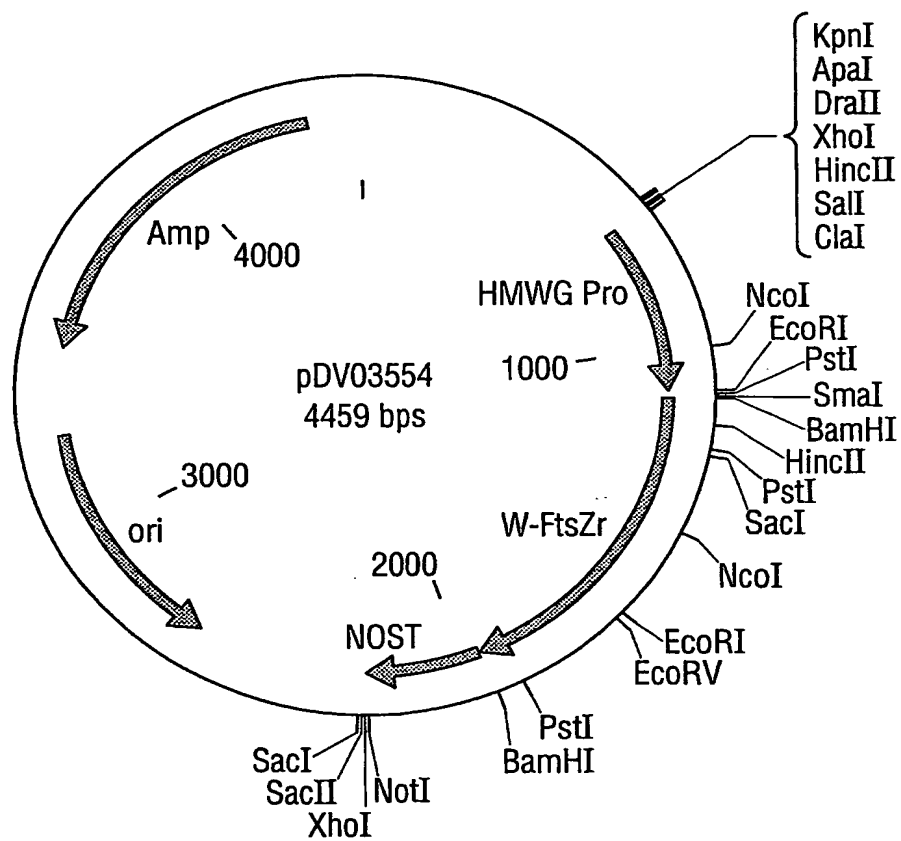 KpnI
ApaI
DraII
XhoI
HincII
SalI
ClaI
I
Amp
4000
HMWG Pro
NcoI
EcoRI
PstI
SmaI
BamHI
HincII
PstI
SacI
NcoI
1000
pDV03554
4459 bps
3000
ori
W-FtsZr
2000
NOST
EcoRI
EcoRV
PstI
BamHI
SacI
SacII
NotI
XhoI